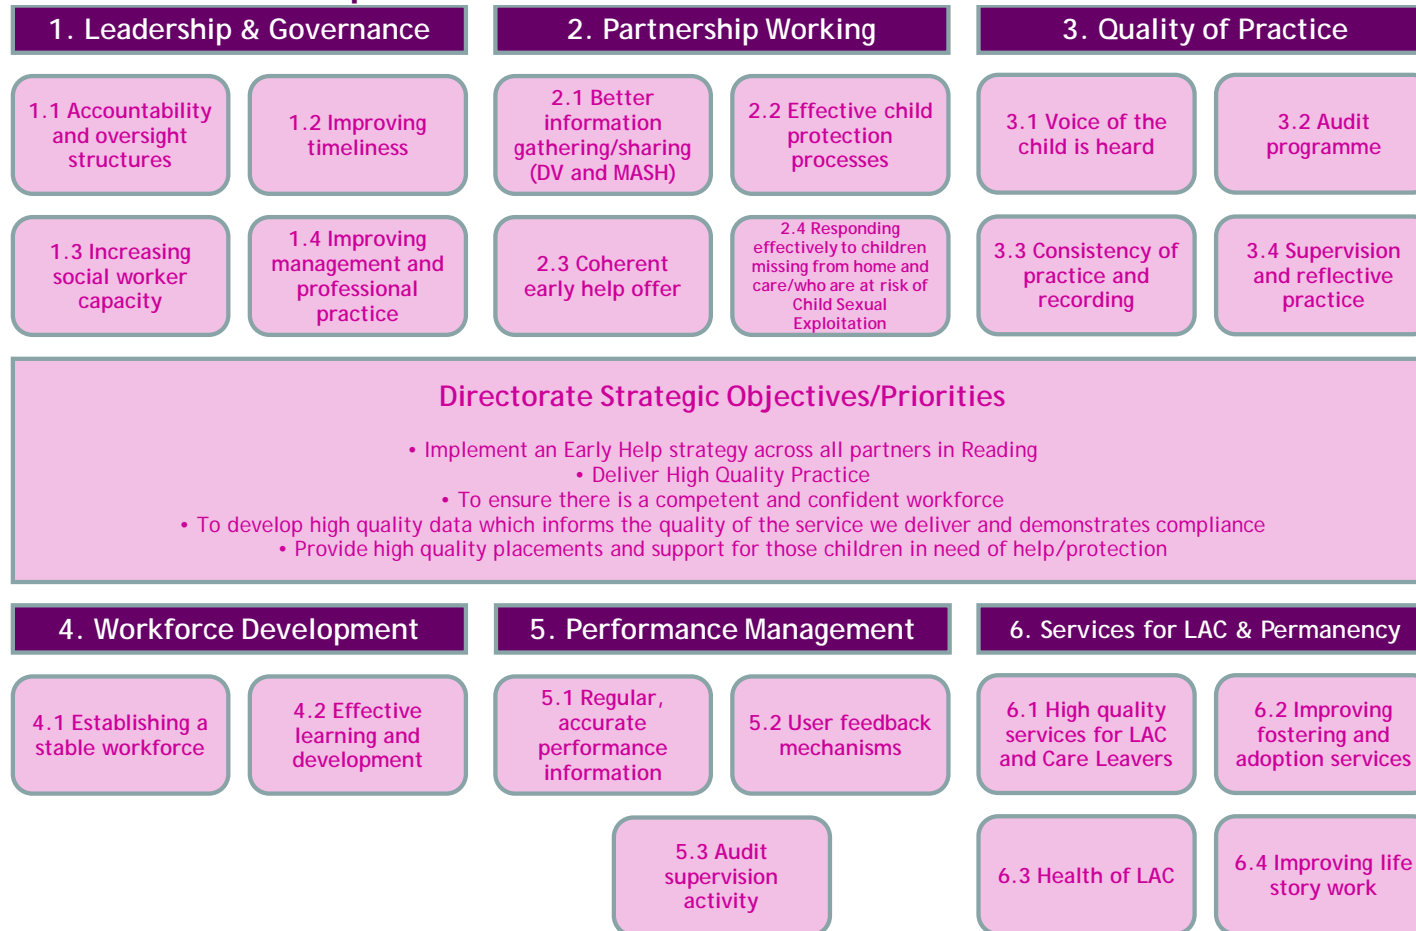 1. Leadership & Governance
2. Partnership Working
3. Quality of Practice
1.1 Accountability
and oversight
structures
1.2 Improving
timeliness
2.1 Better
information
gathering/sharing
(DV and MASH)
2.2 Effective child
protection
processes
3.1 Voice of the
child is heard
3.2 Audit
programme
1.3 Increasing
social worker
capacity
1.4 Improving
management and
professional
practice
2.3 Coherent
early help offer
2.4 Responding
effectively to children
missing from home and
care/who are at risk of
Child Sexual
Exploitation
3.3 Consistency of
practice and
recording
3.4 Supervision
and reflective
practice
Directorate Strategic Objectives/Priorities
• Implement an Early Help strategy across all partners in Reading
• Deliver High Quality Practice
• To ensure there is a competent and confident workforce
• To develop high quality data which informs the quality of the service we deliver and demonstrates compliance
• Provide high quality placements and support for those children in need of help/protection
4. Workforce Development
5. Performance Management
6. Services for LAC & Permanency
4.1 Establishing a
stable workforce
4.2 Effective
learning and
development
5.1 Regular,
accurate
performance
information
5.2 User feedback
mechanisms
6.1 High quality
services for LAC
and Care Leavers
6.2 Improving
fostering and
adoption services
5.3 Audit
supervision
activity
6.3 Health of LAC
6.4 Improving life
story work